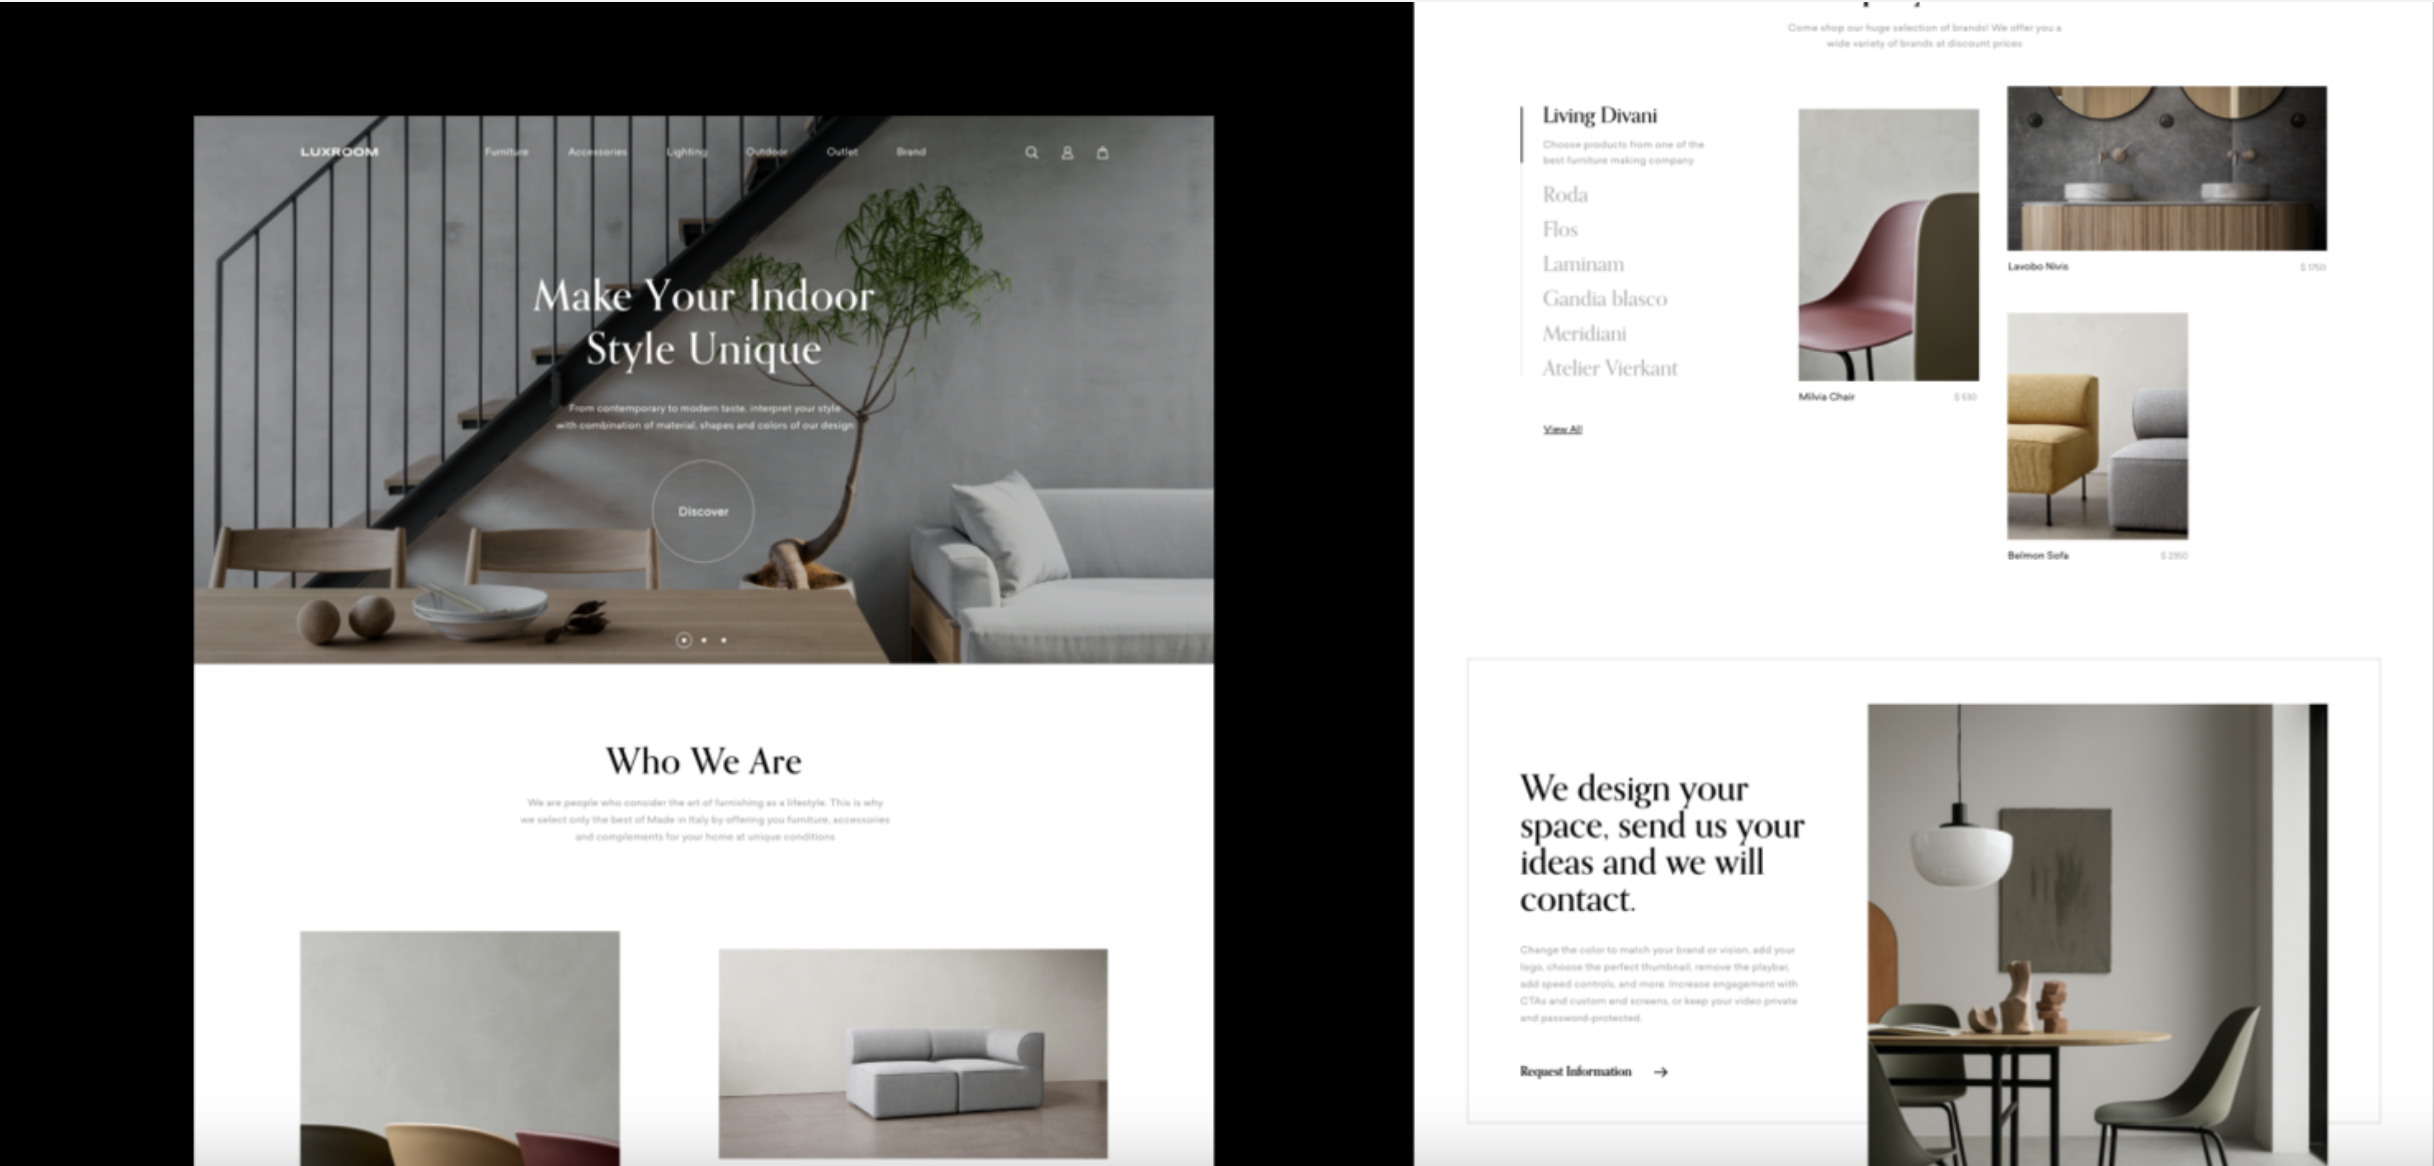 LUXROOM
Furniture
Accessories
Lighting
Outdoor
Outlet
Brand
Make Your Indoor
Style Unique
From contemporary to modern taste, interpret your style
with combination of material, shapes and colors of our design
Discover
Who We Are
We are people who consider the art of furnishing as a lifestyle. This is why
we select only the best of Made in Italy by offering you furniture, accessories
and complements for your home at unique conditions
Come shop our huge selection of brands! We offer you a
wide variety of brands at discount prices
Living Divani
Choose products from one of the
best furniture making company
Roda
Flos
Laminam
Gandia blasco
Meridiani
Atelier Vierkant
View All
Milvia Chair
$ 530
Lavobo Nivis
$ 1750
Belmon Sofa
$ 2350
We design your
space, send us your
ideas and we will
contact.
Change the color to match your brand or vision, add your
logo, choose the perfect thumbnail, remove the playbar,
add speed controls, and more. Increase engagement with
CTAs and custom end screens, or keep your video private
and password-protected.
Request Information